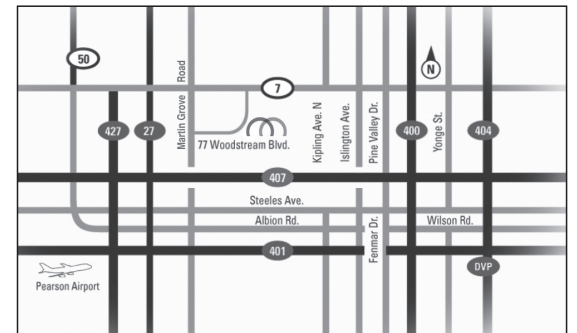 50
Martin Grove Road
7
N
427
27
77 Woodstream Blvd.
Kipling Ave. N
Islington Ave.
Pine Valley Dr.
400
Yonge St.
404
407
Steeles Ave.
Albion Rd.
Fenmar Dr.
Wilson Rd.
401
DVP
Pearson Airport